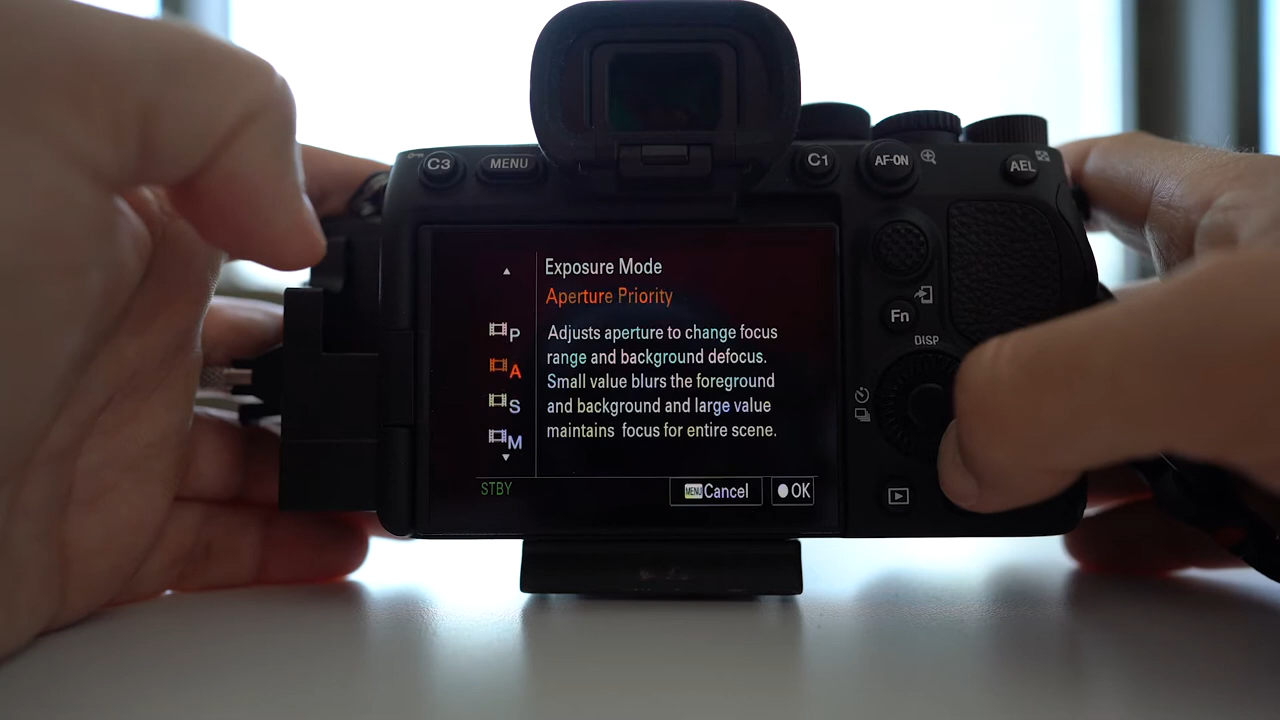 C3
MENU
C1
AF-ON
AEL
Exposure Mode
Aperture Priority
P
A
S
M
Adjusts aperture to change focus
range and background defocus.
Small value blurs the foreground
and background and large value
maintains focus for entire scene.
STBY
MENU Cancel
OK
Fn
DISP